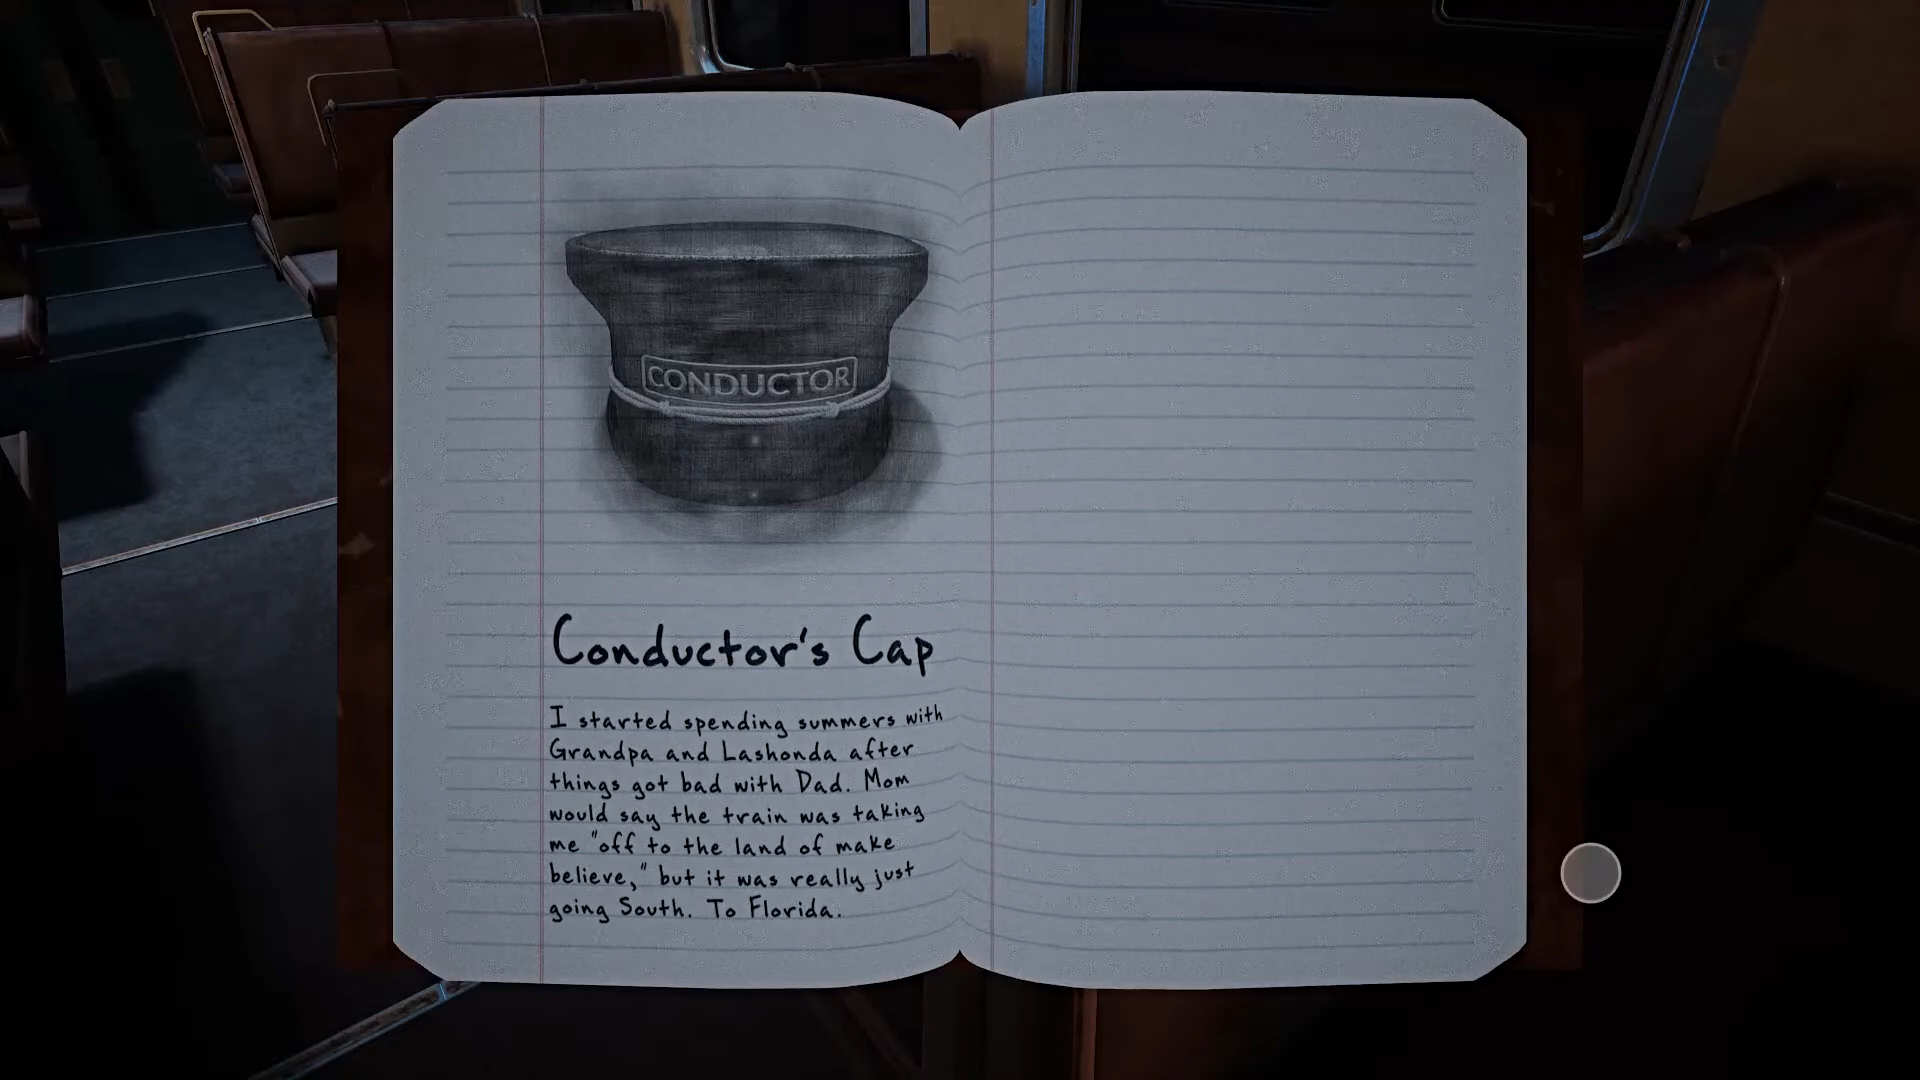 CONDUCTOR
Conductor's Cap
I started spending summers with
Grandpa and Lashonda after
things got bad with Dad. Mom
would say the train was taking
me "off to the land of make
believe," but it was really just
going South. To Florida.